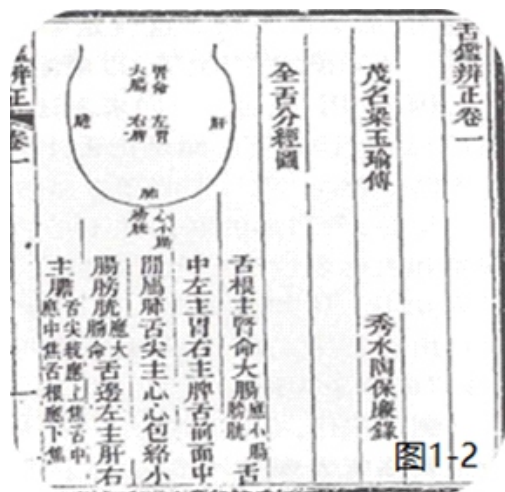 舌鑑辨正卷一
茂名梁玉瑜傳
秀水陶保廉錄
全舌分經圖
腎命
大腸
左胃
右脾
肝
膽
肺
心小腸
膀胱
舌根主腎命大腸應小腸膀胱舌
中左主胃右主脾舌前面中
間屬肺舌尖主心心包絡小
腸膀胱應大腸命舌邊左主肝右
主膽舌尖統應上焦舌中應中焦舌根應下焦
辨正
卷一
一
图1-2